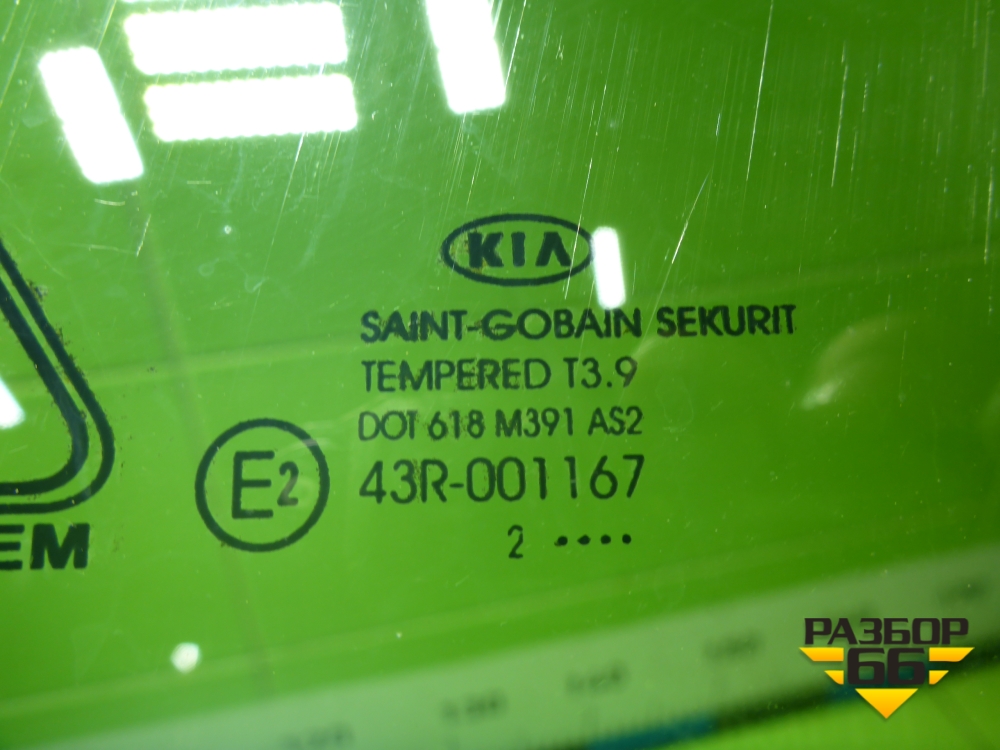 KIA
SAINT-GOBAIN SEKURIT
TEMPERED T3.9
DOT 618 M391 AS2
E2
43R-001167
2 ....
EM
РАЗБОР
66